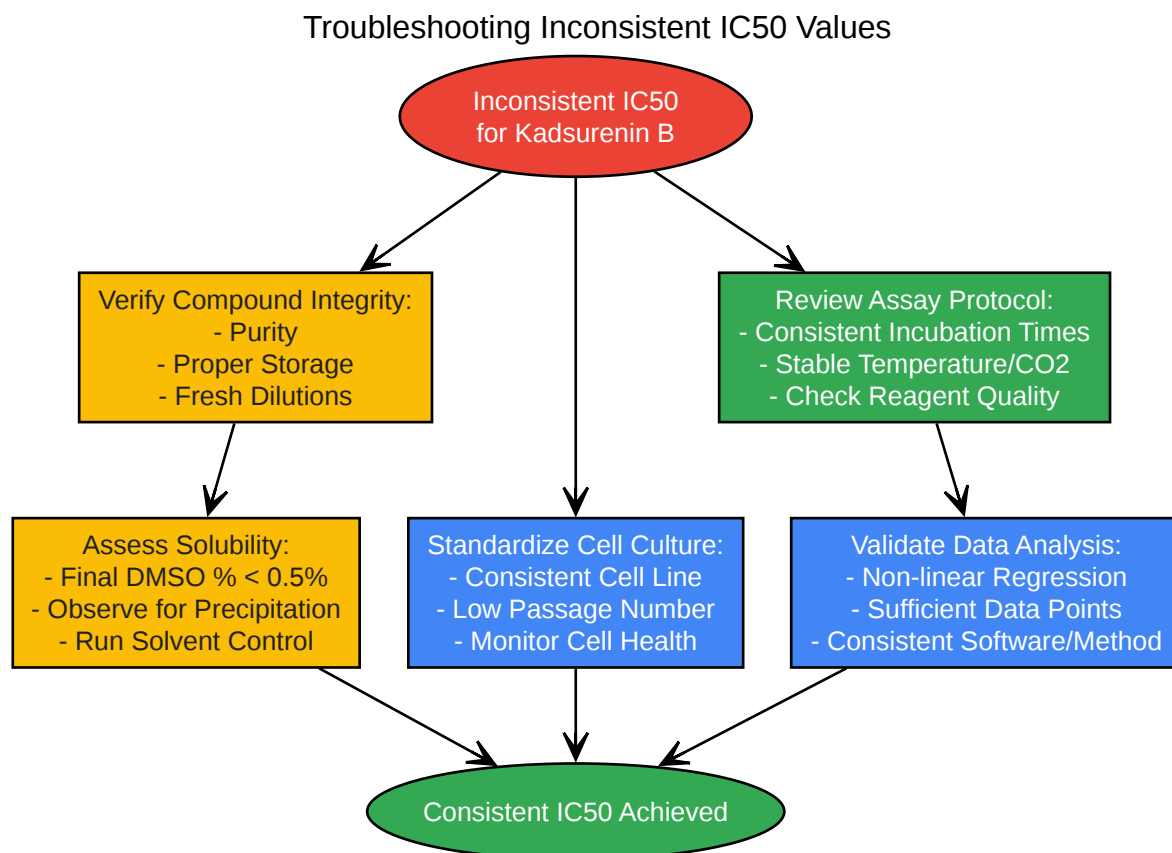 Troubleshooting Inconsistent IC50 Values
Inconsistent IC50
for Kadsurenin B
Verify Compound Integrity:
- Purity
- Proper Storage
- Fresh Dilutions
Review Assay Protocol:
- Consistent Incubation Times
- Stable Temperature/CO2
- Check Reagent Quality
Assess Solubility:
- Final DMSO % < 0.5%
- Observe for Precipitation
- Run Solvent Control
Standardize Cell Culture:
- Consistent Cell Line
- Low Passage Number
- Monitor Cell Health
Validate Data Analysis:
- Non-linear Regression
- Sufficient Data Points
- Consistent Software/Method
Consistent IC50 Achieved